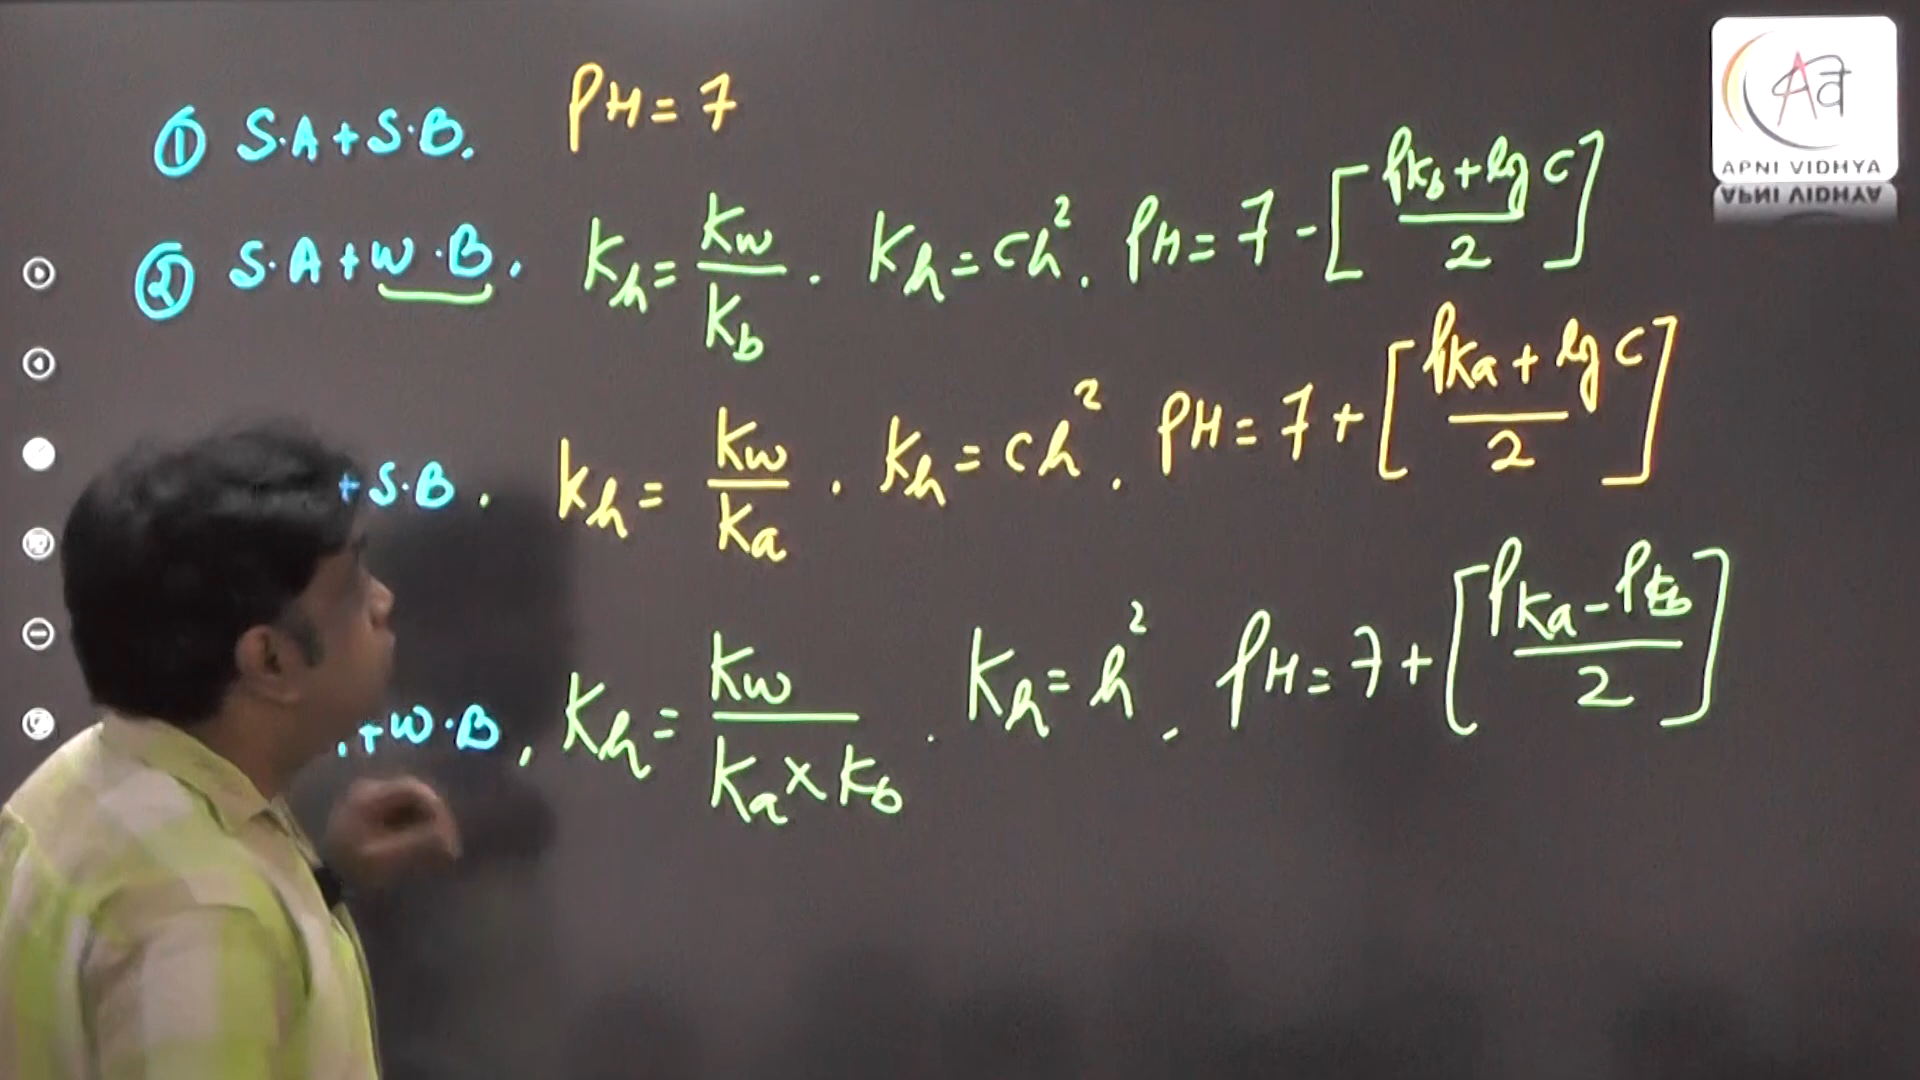 ① S.A + S.B. PH = 7
② S.A + W.B, Kh = Kw/Kb . Kh = ch². PH = 7 - [(PKb + log C)/2]
+ S.B. Kh = Kw/Ka . Kh = ch². PH = 7 + [(PKa + log C)/2]
. + W.B, Kh = Kw/(Ka × Kb) . Kh = h², PH = 7 + [(PKa - PKb)/2]
APNI VIDHYA